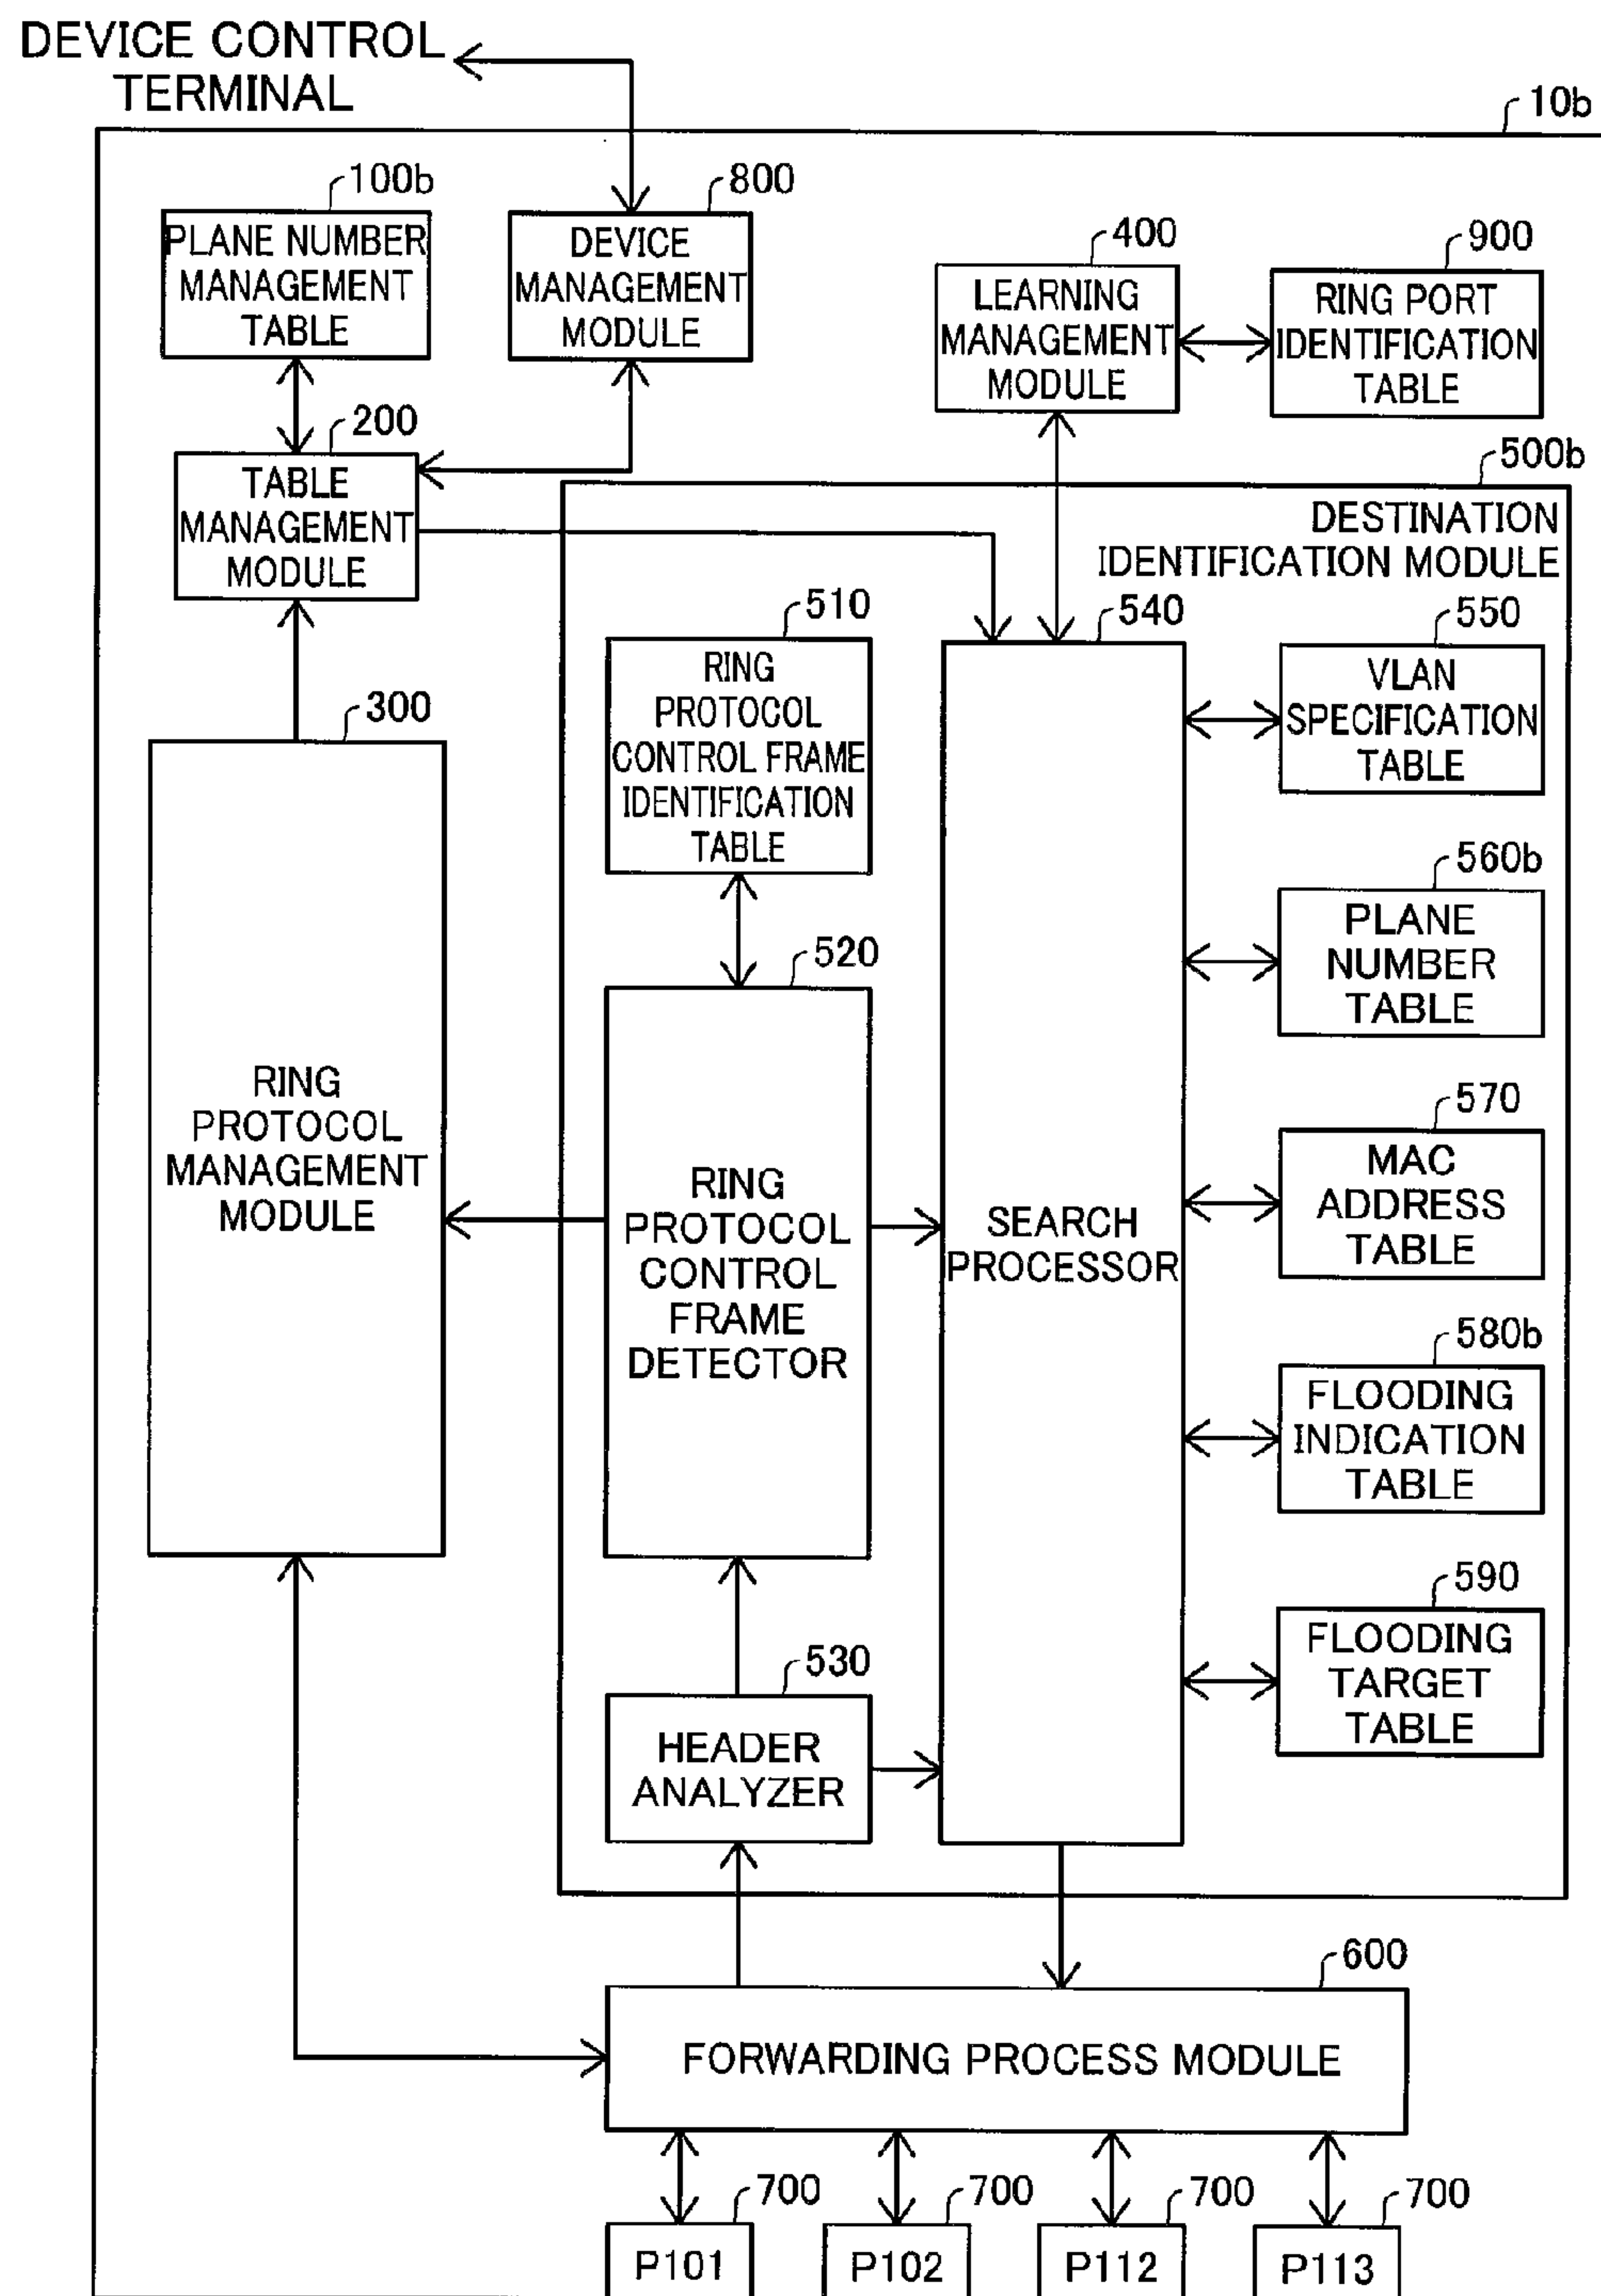 DEVICE CONTROL
TERMINAL
10b
100b
PLANE NUMBER
MANAGEMENT
TABLE
800
DEVICE
MANAGEMENT
MODULE
400
LEARNING
MANAGEMENT
MODULE
900
RING PORT
IDENTIFICATION
TABLE
200
TABLE
MANAGEMENT
MODULE
500b
DESTINATION
IDENTIFICATION MODULE
510
RING
PROTOCOL
CONTROL FRAME
IDENTIFICATION
TABLE
540
SEARCH
PROCESSOR
550
VLAN
SPECIFICATION
TABLE
300
RING
PROTOCOL
MANAGEMENT
MODULE
520
RING
PROTOCOL
CONTROL
FRAME
DETECTOR
560b
PLANE
NUMBER
TABLE
570
MAC
ADDRESS
TABLE
580b
FLOODING
INDICATION
TABLE
590
FLOODING
TARGET
TABLE
530
HEADER
ANALYZER
600
FORWARDING PROCESS MODULE
700
P101
700
P102
700
P112
700
P113